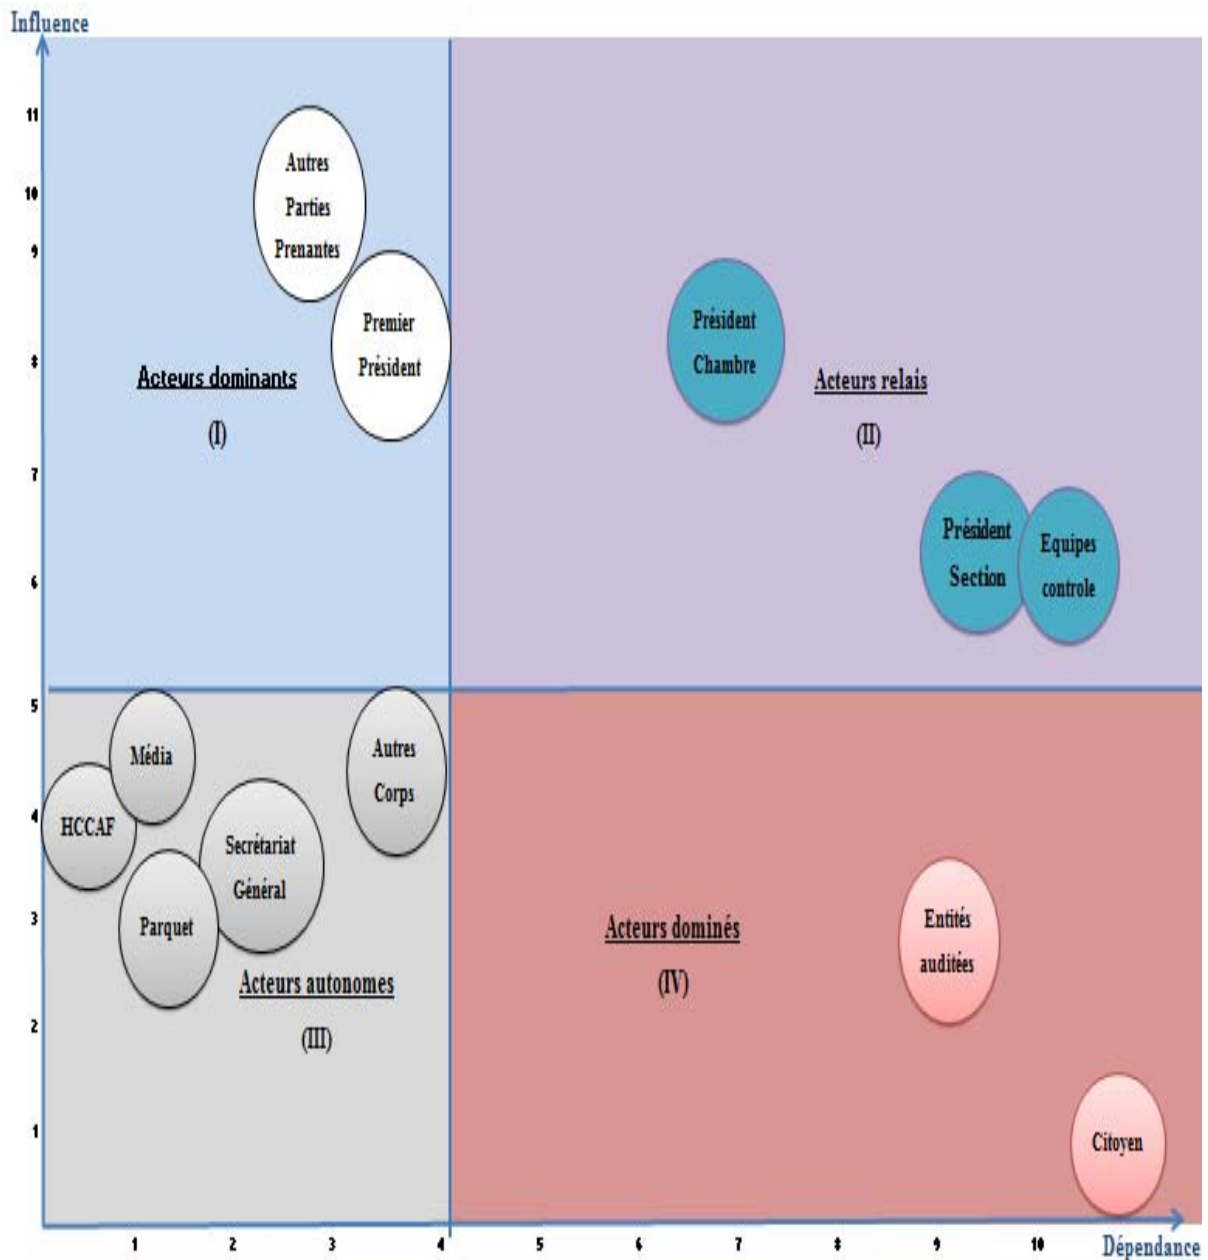 Influence
11
10
9
8
7
6
5
4
3
2
1
Autres
Parties
Prenantes
Premier
Président
Acteurs dominants
(I)
Président
Chambre
Acteurs relais
(II)
Président
Section
Equipes
controle
Média
HCCAF
Autres
Corps
Secrétariat
Général
Parquet
Acteurs autonomes
(III)
Acteurs dominés
(IV)
Entités
auditées
Citoyen
1 2 3 4 5 6 7 8 9 10
Dépendance